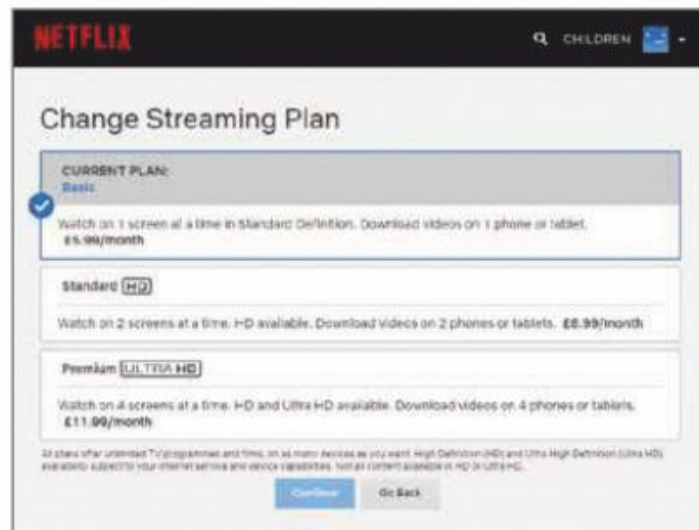 NETFLIX
CHILDREN
Change Streaming Plan
CURRENT PLAN:
Basic
Watch on 1 screen at a time in Standard Definition. Download videos on 1 phone or tablet.
£5.99/month
Standard HD
Watch on 2 screens at a time. HD available. Download videos on 2 phones or tablets. £8.99/month
Premium ULTRA HD
Watch on 4 screens at a time. HD and Ultra HD available. Download videos on 4 phones or tablets.
£11.99/month
All plans offer unlimited TV programmes and films, on as many devices as you want. High Definition (HD) and Ultra High Definition (Ultra HD)
availability subject to your internet service and device capabilities. Not all content available in HD or Ultra HD.
Continue
Go Back